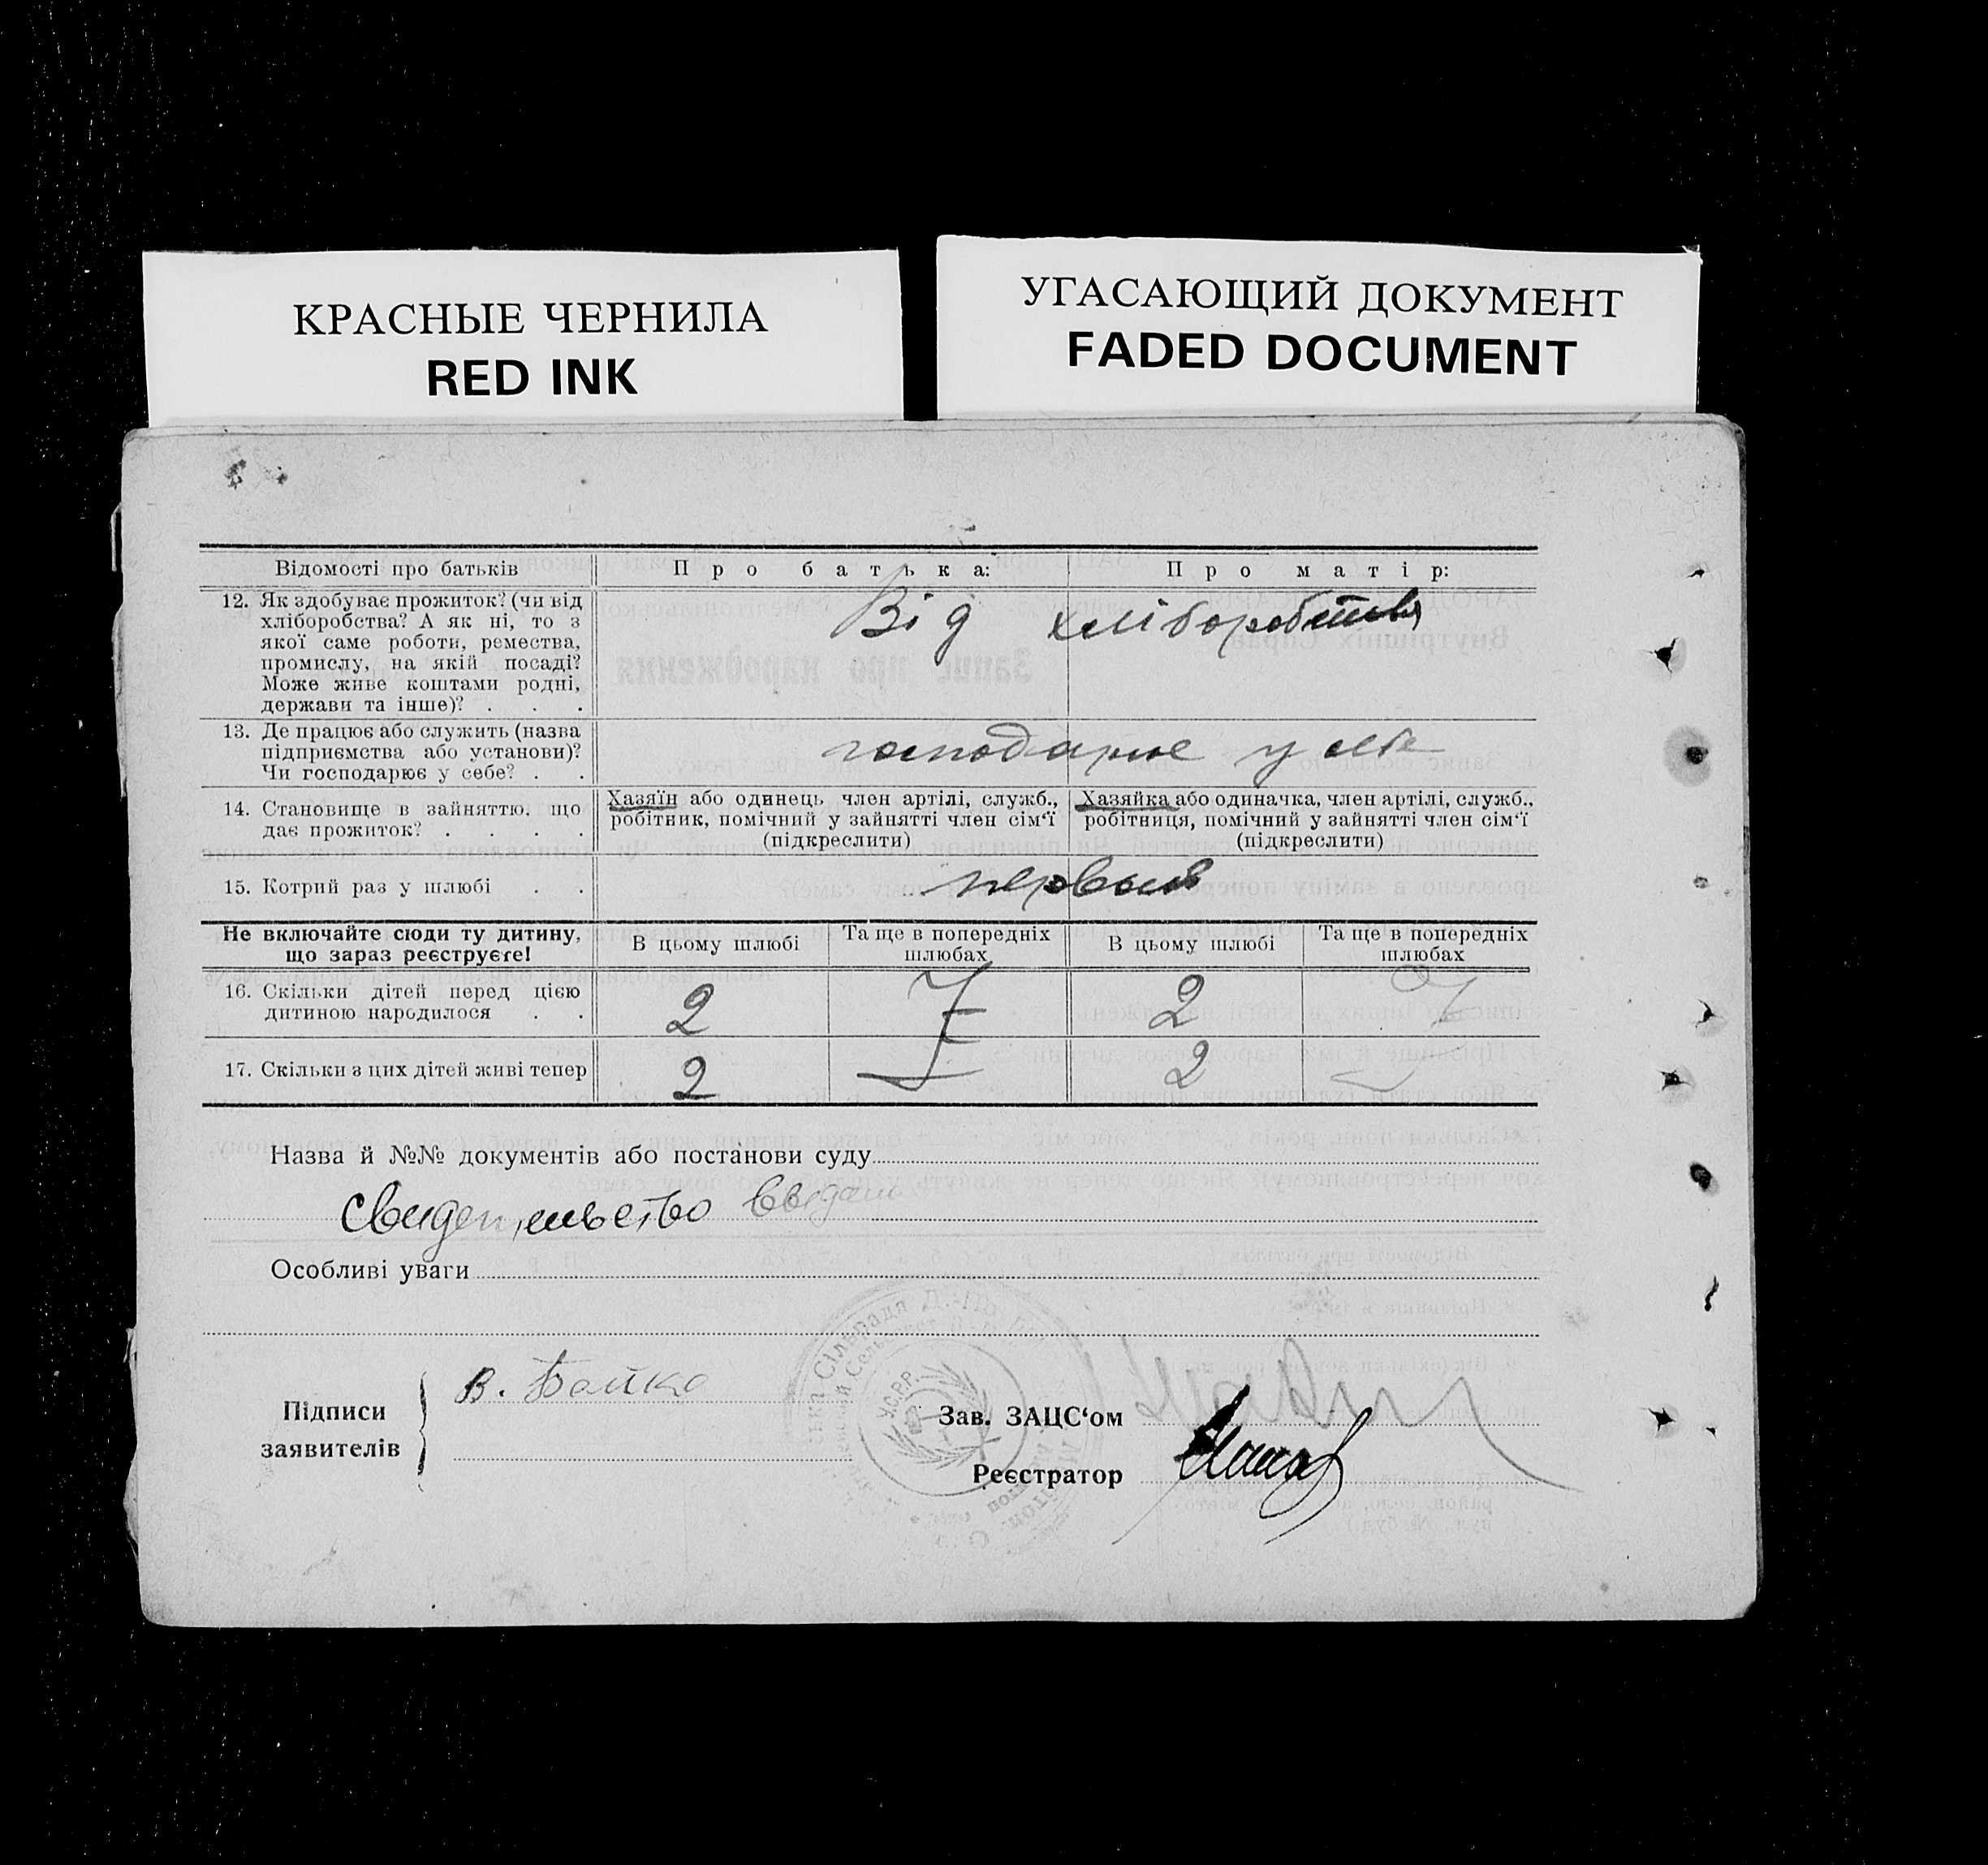 КРАСНЫЕ ЧЕРНИЛА
RED INK
УГАСАЮЩИЙ ДОКУМЕНТ
FADED DOCUMENT
Відомості про батьків
Про батька:
Про матір:
12. Як здобуває прожиток? (чи від
хліборобства? А як ні, то з
якої саме роботи, ремества,
промислу, на якій посаді?
Може живе коштами родні,
держави та інше)? . . .
Від хліборобства
13. Де працює або служить (назва
підприємства або установи)?
Чи господарює у себе? . .
господарює у себе
14. Становище в зайняттю, що
дає прожиток? . . . .
Хазяїн або одинець член артілі, служб.,
робітник, помічний у зайнятті член сім‘ї
(підкреслити)
Хазяйка або одиначка, член артілі, служб.,
робітниця, помічний у зайнятті член сім‘ї
(підкреслити)
15. Котрий раз у шлюбі . .
Не включайте сюди ту дитину,
що зараз реєструєте!
В цьому шлюбі
Та ще в попередніх
шлюбах
В цьому шлюбі
Та ще в попередніх
шлюбах
16. Скільки дітей перед цією
дитиною народилося . .
2
2
17. Скільки з цих дітей живі тепер
2
2
Назва й №№ документів або постанови суду
Свидетельство
Особливі уваги
Підписи
заявителів
В. Бойко
Зав. ЗАЦС‘ом
Реєстратор
Сільрада
У.С.Р.Р.